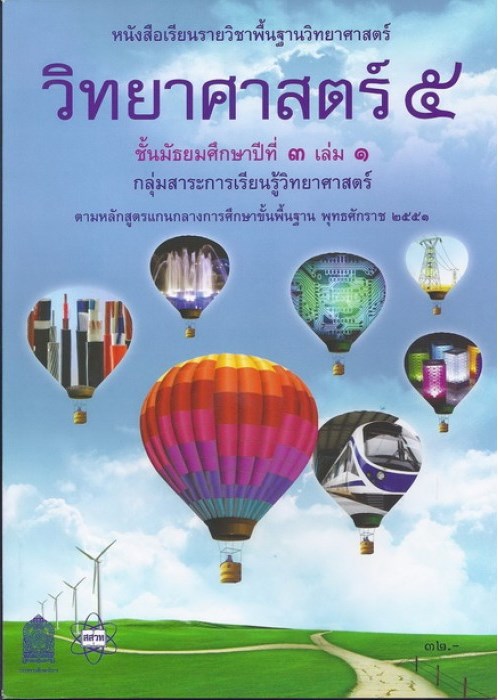 หนังสือเรียนรายวิชาพื้นฐานวิทยาศาสตร์
วิทยาศาสตร์ ๕
ชั้นมัธยมศึกษาปีที่ ๓ เล่ม ๑
กลุ่มสาระการเรียนรู้วิทยาศาสตร์
ตามหลักสูตรแกนกลางการศึกษาขั้นพื้นฐาน พุทธศักราช ๒๕๕๑
สสวท
๓๒.-